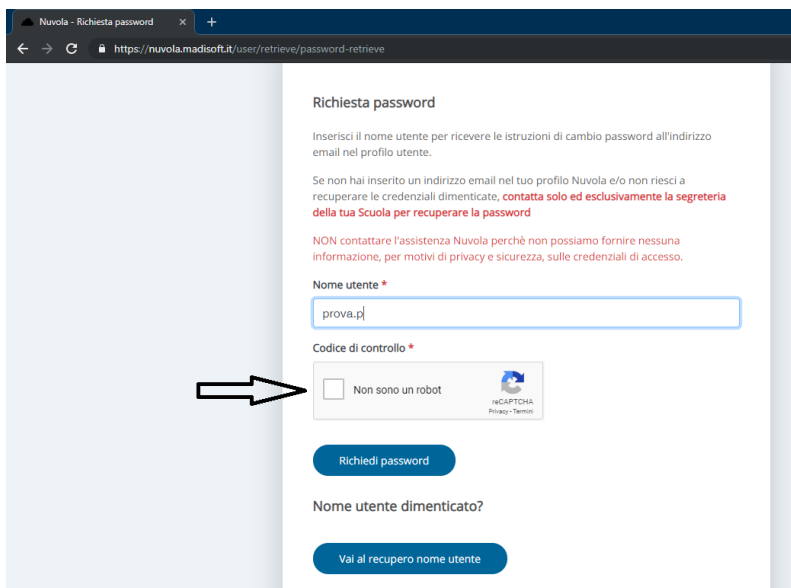 Nuvola - Richiesta password
https://nuvola.madisoft.it/user/retrieve/password-retrieve
Richiesta password
Inserisci il nome utente per ricevere le istruzioni di cambio password all'indirizzo
email nel profilo utente.
Se non hai inserito un indirizzo email nel tuo profilo Nuvola e/o non riesci a
recuperare le credenziali dimenticate, contatta solo ed esclusivamente la segreteria
della tua Scuola per recuperare la password
NON contattare l'assistenza Nuvola perchè non possiamo fornire nessuna
informazione, per motivi di privacy e sicurezza, sulle credenziali di accesso.
Nome utente *
prova.p
Codice di controllo *
Non sono un robot
reCAPTCHA
Privacy - Termini
Richiedi password
Nome utente dimenticato?
Vai al recupero nome utente